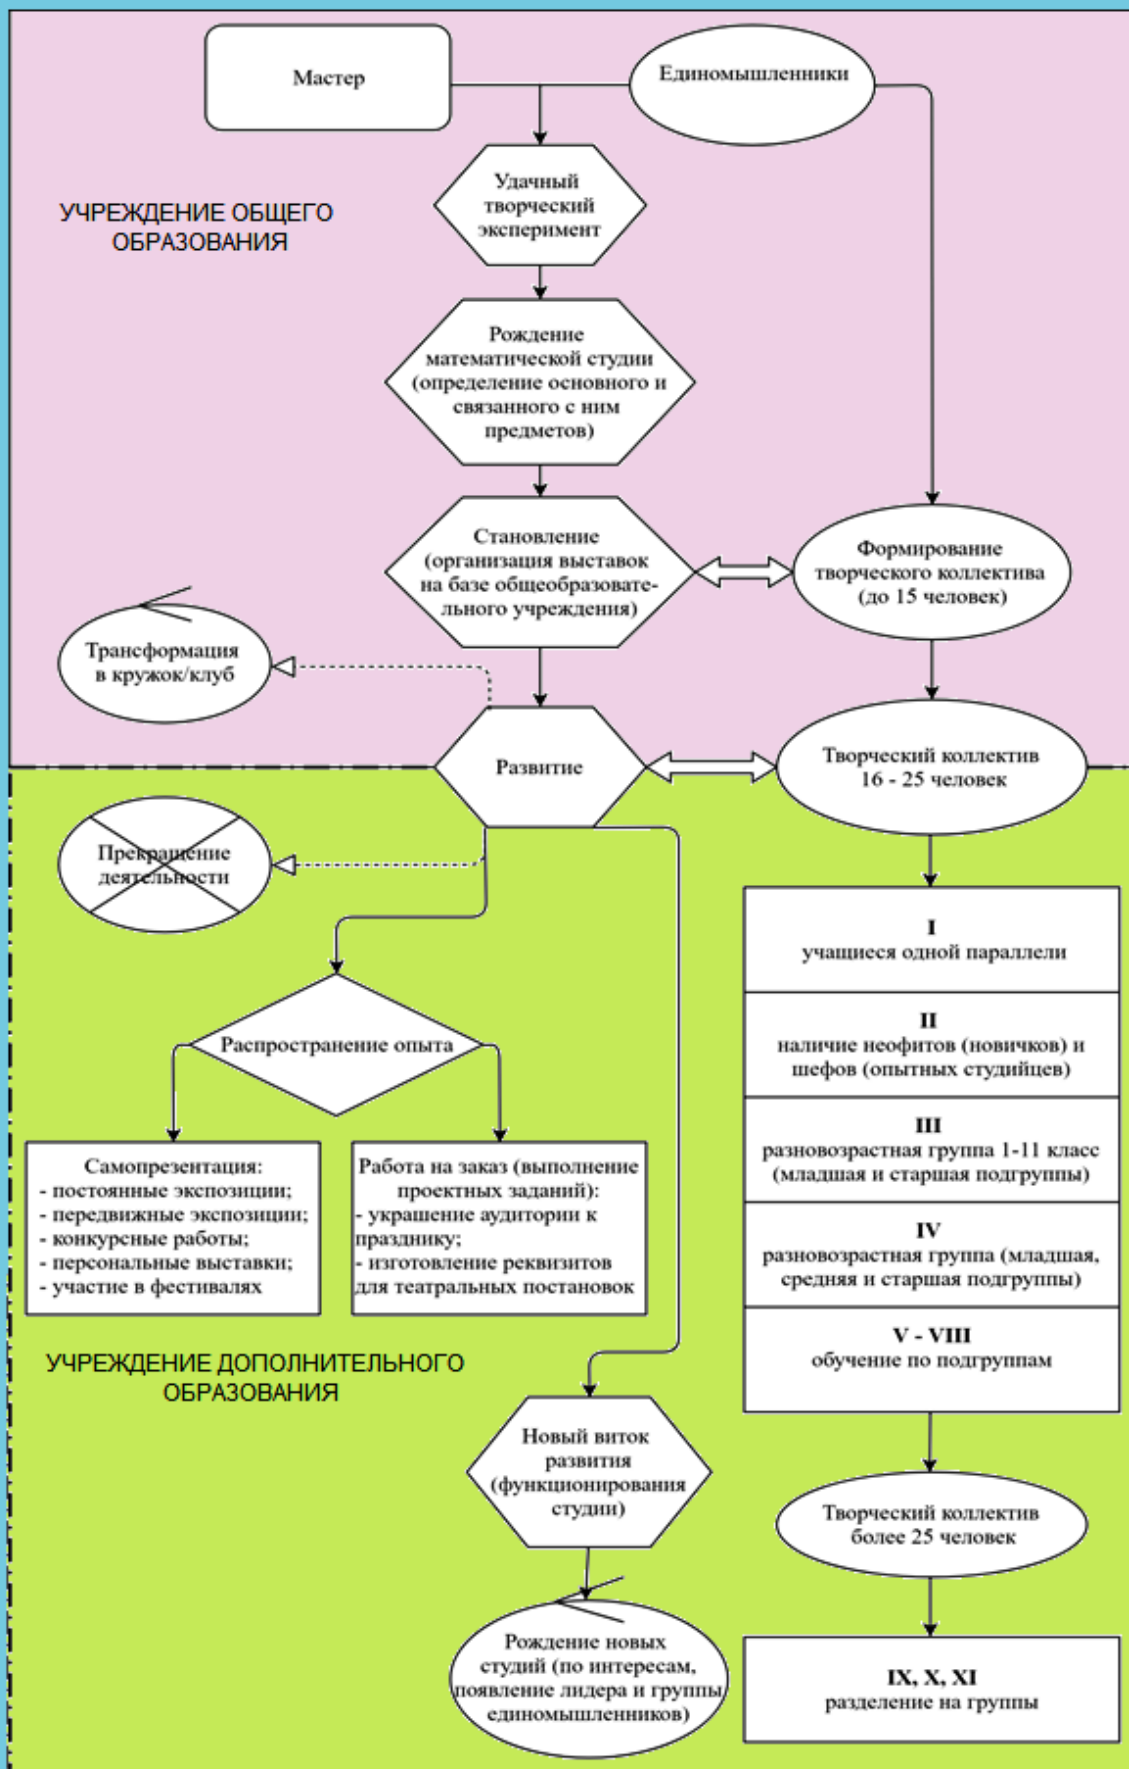 Мастер
Единомышленники
Удачный
творческий
эксперимент
УЧРЕЖДЕНИЕ ОБЩЕГО
ОБРАЗОВАНИЯ
Рождение
математической студии
(определение основного и
связанного с ним
предметов)
Становление
(организация выставок
на базе общеобразовате-
льного учреждения)
Формирование
творческого коллектива
(до 15 человек)
Трансформация
в кружок/клуб
Развитие
Творческий коллектив
16 - 25 человек
Прекращение
деятельности
I
учащиеся одной параллели
II
наличие неофитов (новичков) и
шефов (опытных студийцев)
III
разновозрастная группа 1-11 класс
(младшая и старшая подгруппы)
IV
разновозрастная группа (младшая,
средняя и старшая подгруппы)
V - VIII
обучение по подгруппам
Распространение опыта
Самопрезентация:
- постоянные экспозиции;
- передвижные экспозиции;
- конкурсные работы;
- персональные выставки;
- участие в фестивалях
Работа на заказ (выполнение
проектных заданий):
- украшение аудитории к
празднику;
- изготовление реквизитов
для театральных постановок
УЧРЕЖДЕНИЕ ДОПОЛНИТЕЛЬНОГО
ОБРАЗОВАНИЯ
Новый виток
развития
(функционирования
студии)
Творческий коллектив
более 25 человек
Рождение новых
студий (по интересам,
появление лидера и группы
единомышленников)
IX, X, XI
разделение на группы